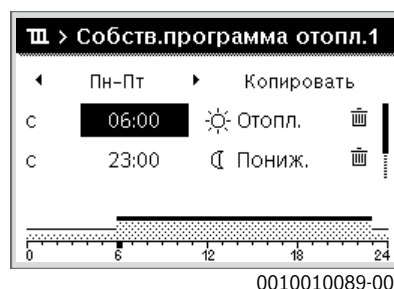 > Собств.программа отопл.1
Пн-Пт Копировать
с 06:00 Отопл.
с 23:00 Пониж.
0 6 12 18 24
0010010089-00